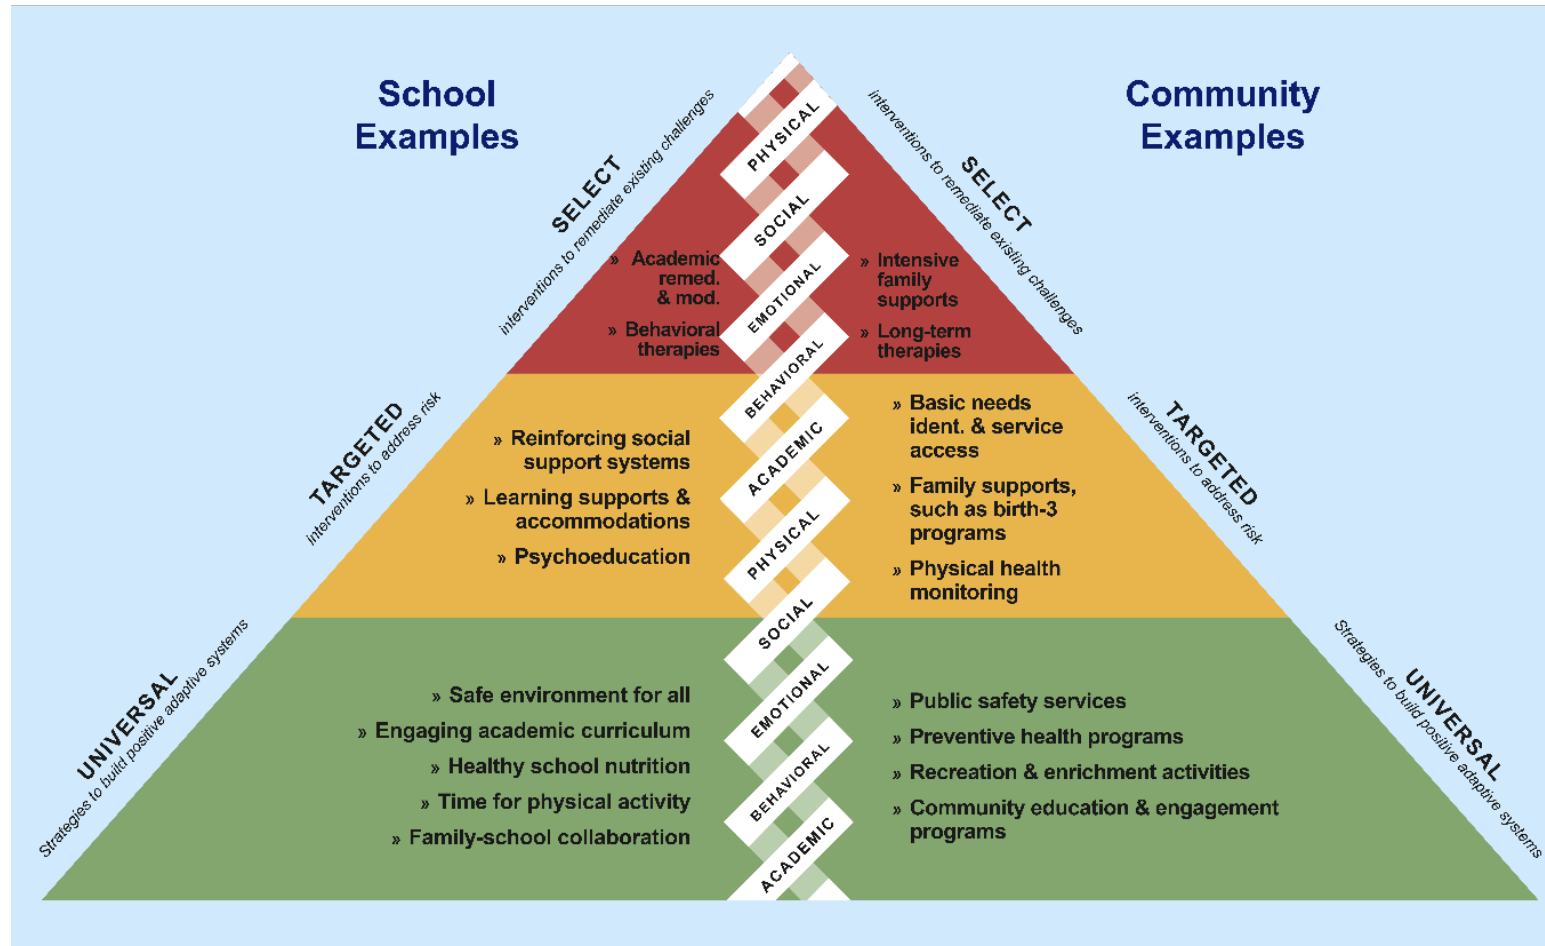 School
Examples
Community
Examples
SELECT
interventions to remediate existing challenges
SELECT
interventions to remediate existing challenges
PHYSICAL
SOCIAL
EMOTIONAL
BEHAVIORAL
ACADEMIC
PHYSICAL
SOCIAL
EMOTIONAL
BEHAVIORAL
ACADEMIC
» Academic
remed.
& mod.
» Behavioral
therapies
» Intensive
family
supports
» Long-term
therapies
TARGETED
interventions to address risk
TARGETED
interventions to address risk
» Reinforcing social
support systems
» Learning supports &
accommodations
» Psychoeducation
» Basic needs
ident. & service
access
» Family supports,
such as birth-3
programs
» Physical health
monitoring
UNIVERSAL
Strategies to build positive adaptive systems
UNIVERSAL
Strategies to build positive adaptive systems
» Safe environment for all
» Engaging academic curriculum
» Healthy school nutrition
» Time for physical activity
» Family-school collaboration
» Public safety services
» Preventive health programs
» Recreation & enrichment activities
» Community education & engagement
programs